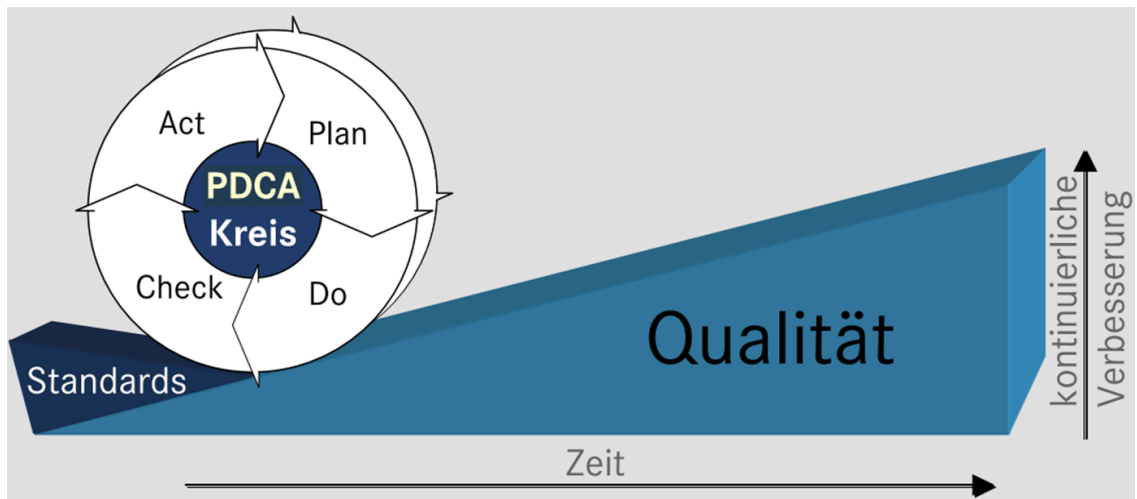 Act
Plan
PDCA
Kreis
Check
Do
Standards
Qualität
kontinuierliche
Verbesserung
Zeit